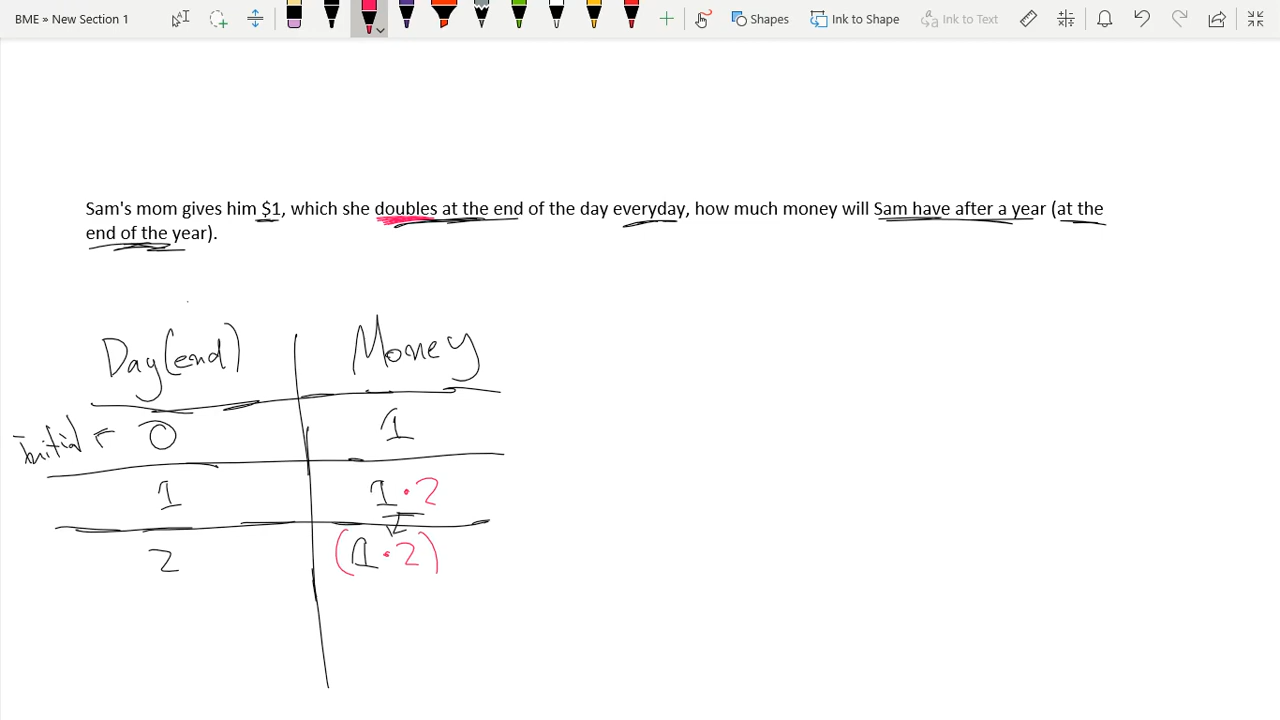 BME » New Section 1
Shapes
Ink to Shape
Ink to Text
Sam's mom gives him $1, which she doubles at the end of the day everyday, how much money will Sam have after a year (at the
end of the year).
Day(end) Money
initial = 0 1
1 1 · 2
2 (1 · 2)